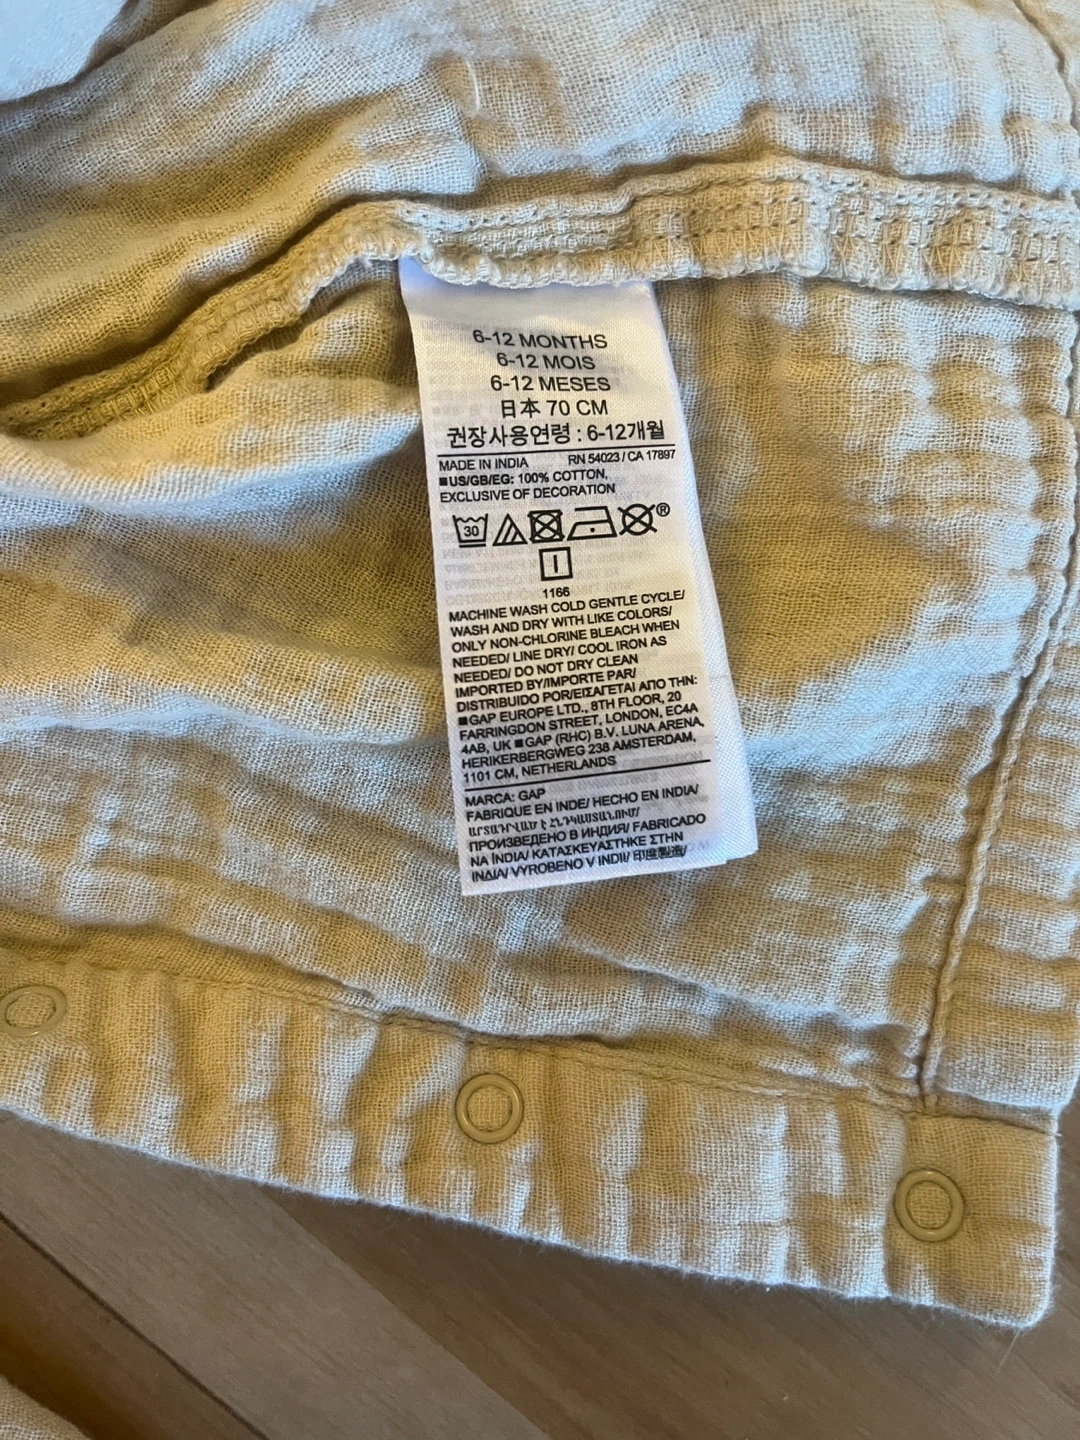 6-12 MONTHS
6-12 MOIS
6-12 MESES
日本 70 CM
권장사용연령 : 6-12개월
MADE IN INDIA RN 54023 / CA 17897
■US/GB/EG: 100% COTTON,
EXCLUSIVE OF DECORATION
30 ®
1166
MACHINE WASH COLD GENTLE CYCLE/
WASH AND DRY WITH LIKE COLORS/
ONLY NON-CHLORINE BLEACH WHEN
NEEDED/ LINE DRY/ COOL IRON AS
NEEDED/ DO NOT DRY CLEAN
IMPORTED BY/IMPORTE PAR/
DISTRIBUIDO POR/ΕΙΣΑΓΕΤΑΙ ΑΠΟ ΤΗΝ:
■GAP EUROPE LTD., 8TH FLOOR, 20
FARRINGDON STREET, LONDON, EC4A
4AB, UK ■GAP (RHC) B.V. LUNA ARENA,
HERIKERBERGWEG 238 AMSTERDAM,
1101 CM, NETHERLANDS
MARCA: GAP
FABRIQUE EN INDE/ HECHO EN INDIA/
ПРОИЗВЕДЕНО В ИНДИЯ/ FABRICADO
NA ÍNDIA/ ΚΑΤΑΣΚΕΥΑΣΤΗΚΕ ΣΤΗΝ
ΙΝΔΙΑ/ VYROBENO V INDII/ 印度製造/